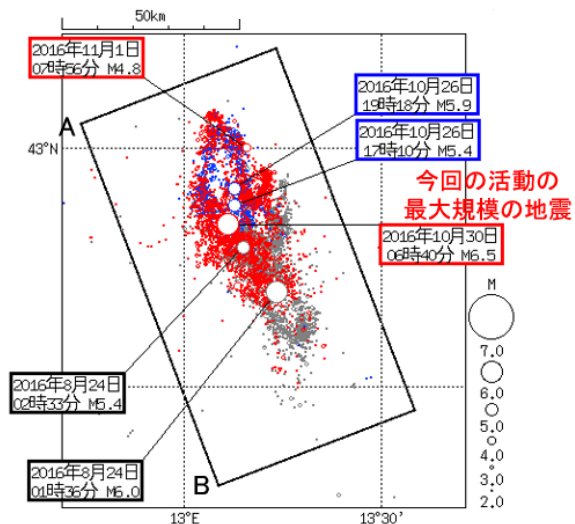 50km
2016年11月1日
07時56分 M4.8
2016年10月26日
19時18分 M5.9
A
2016年10月26日
17時10分 M5.4
43°N
今回の活動の
最大規模の地震
2016年10月30日
06時40分 M6.5
M
7.0
6.0
5.0
4.0
3.0
2.0
2016年8月24日
02時33分 M5.4
2016年8月24日
01時36分 M6.0
B
13°E
13°30′